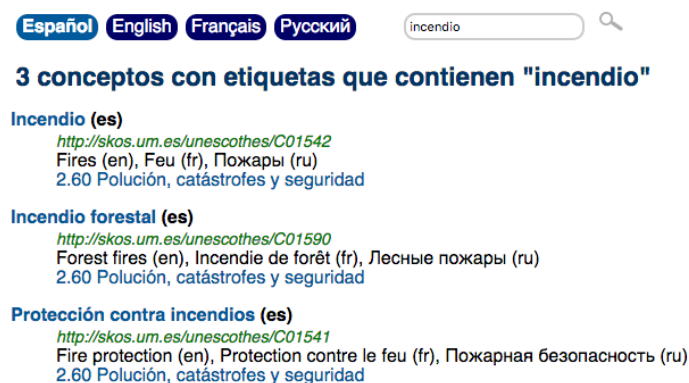 Español English Français Русский incendio
3 conceptos con etiquetas que contienen "incendio"
Incendio (es)
http://skos.um.es/unescothes/C01542
Fires (en), Feu (fr), Пожары (ru)
2.60 Polución, catástrofes y seguridad
Incendio forestal (es)
http://skos.um.es/unescothes/C01590
Forest fires (en), Incendie de forêt (fr), Лесные пожары (ru)
2.60 Polución, catástrofes y seguridad
Protección contra incendios (es)
http://skos.um.es/unescothes/C01541
Fire protection (en), Protection contre le feu (fr), Пожарная безопасность (ru)
2.60 Polución, catástrofes y seguridad